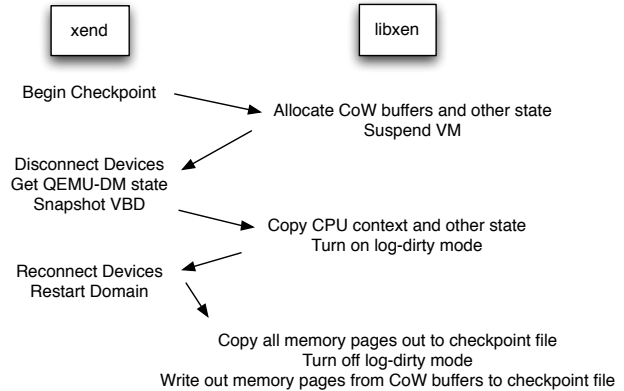 xend
libxen
Begin Checkpoint
Allocate CoW buffers and other state
Suspend VM
Disconnect Devices
Get QEMU-DM state
Snapshot VBD
Copy CPU context and other state
Turn on log-dirty mode
Reconnect Devices
Restart Domain
Copy all memory pages out to checkpoint file
Turn off log-dirty mode
Write out memory pages from CoW buffers to checkpoint file